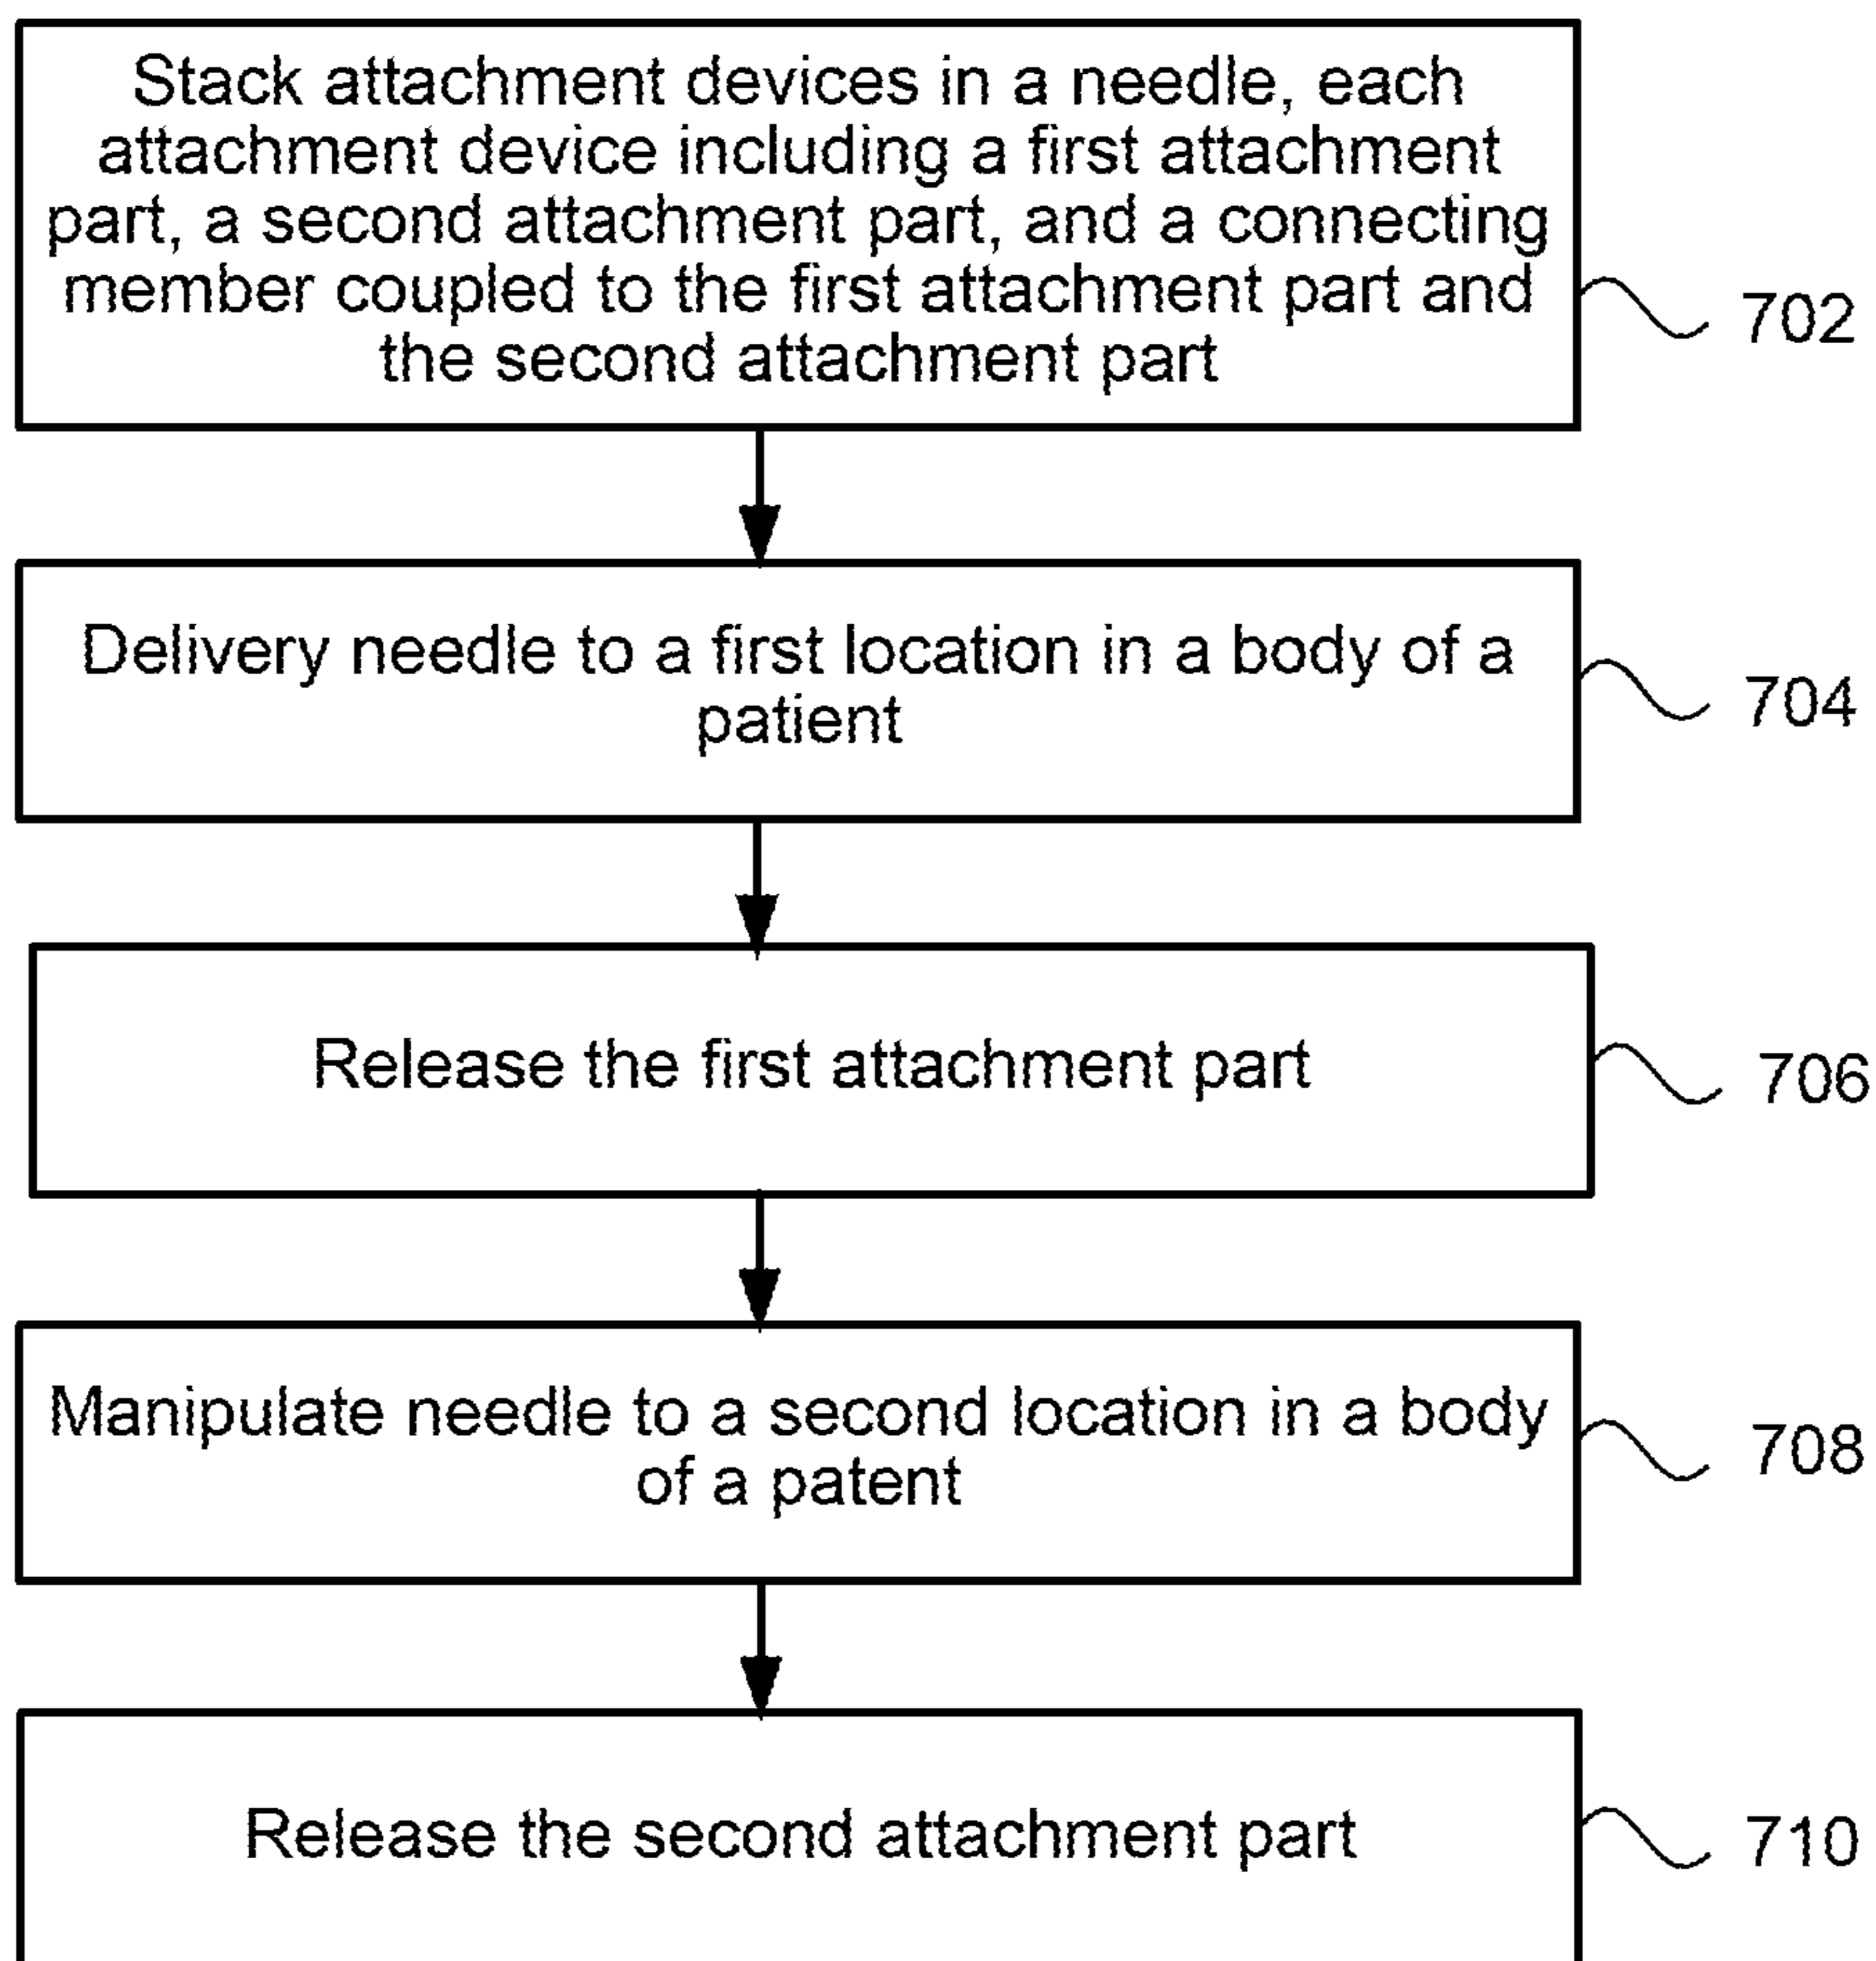 Stack attachment devices in a needle, each
attachment device including a first attachment
part, a second attachment part, and a connecting
member coupled to the first attachment part and
the second attachment part
702
Delivery needle to a first location in a body of a
patient
704
Release the first attachment part
706
Manipulate needle to a second location in a body
of a patent
708
Release the second attachment part
710